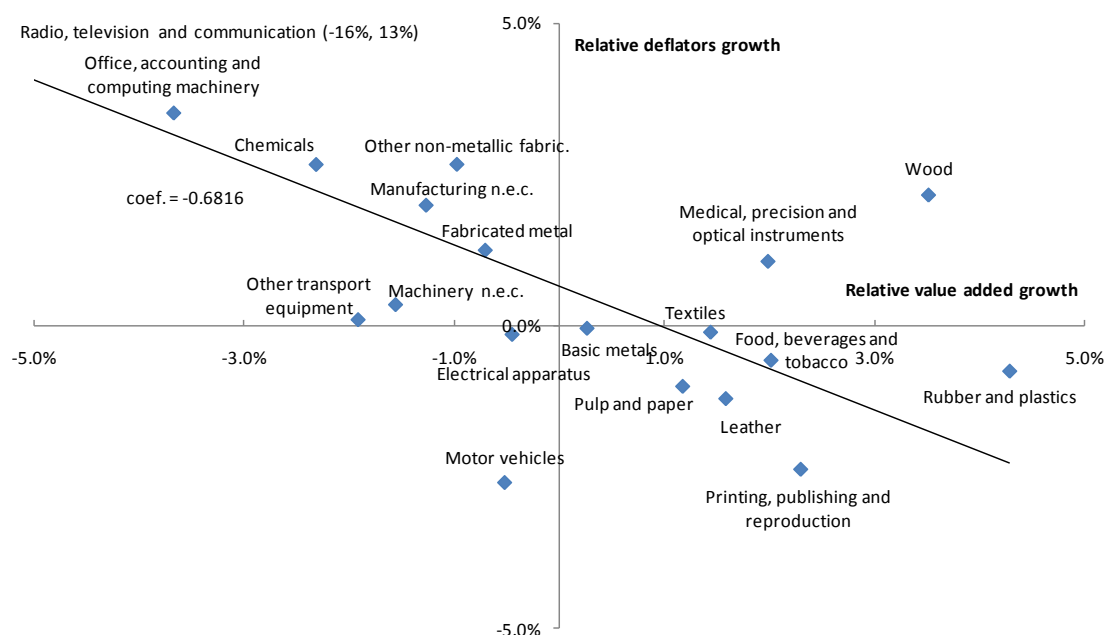 5.0%
Radio, television and communication (-16%, 13%)
Relative deflators growth
Office, accounting and
computing machinery
Chemicals
Other non-metallic fabric.
Wood
Manufacturing n.e.c.
coef. = -0.6816
Medical, precision and
optical instruments
Fabricated metal
Other transport
equipment
Machinery n.e.c.
Relative value added growth
Textiles
0.0%
-5.0%
-3.0%
-1.0%
1.0%
3.0%
5.0%
Basic metals
Food, beverages and
tobacco
Electrical apparatus
Pulp and paper
Rubber and plastics
Leather
Motor vehicles
Printing, publishing and
reproduction
-5.0%